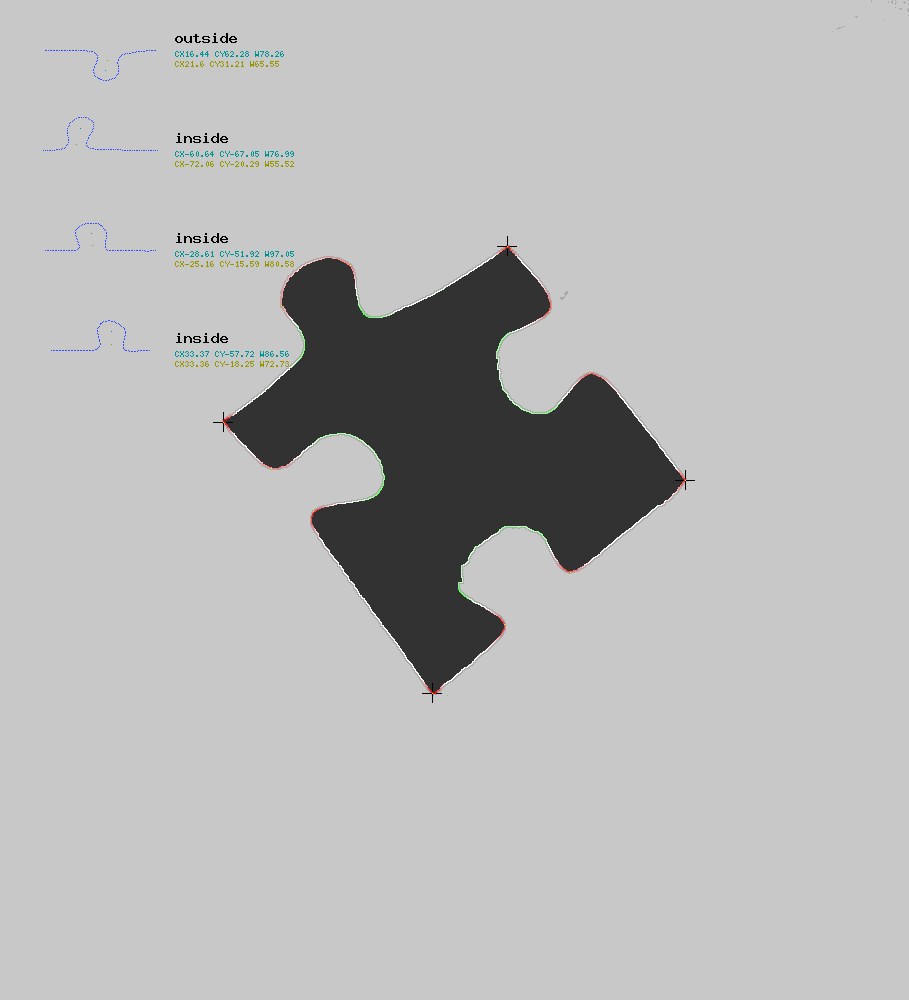 outside
CX16.44 CY62.28 W78.26
CX21.6 CY31.21 W65.55
inside
CX-60.64 CY-67.05 W76.99
CX-72.06 CY-20.29 W55.52
inside
CX-28.61 CY-51.92 W97.05
CX-25.16 CY-15.59 W80.58
inside
CX33.37 CY-57.72 W86.56
CX33.36 CY-18.25 W72.73